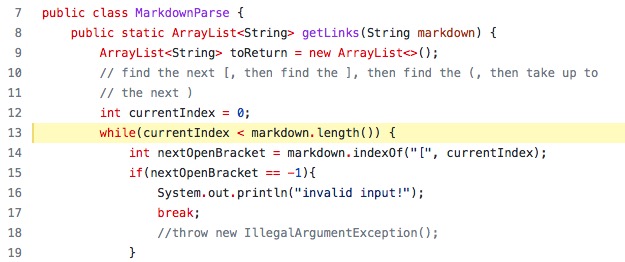 7 public class MarkdownParse {
8 public static ArrayList<String> getLinks(String markdown) {
9 ArrayList<String> toReturn = new ArrayList<>();
10 // find the next [, then find the ], then find the (, then take up to
11 // the next )
12 int currentIndex = 0;
13 while(currentIndex < markdown.length()) {
14 int nextOpenBracket = markdown.indexOf("[", currentIndex);
15 if(nextOpenBracket == -1){
16 System.out.println("invalid input!");
17 break;
18 //throw new IllegalArgumentException();
19 }